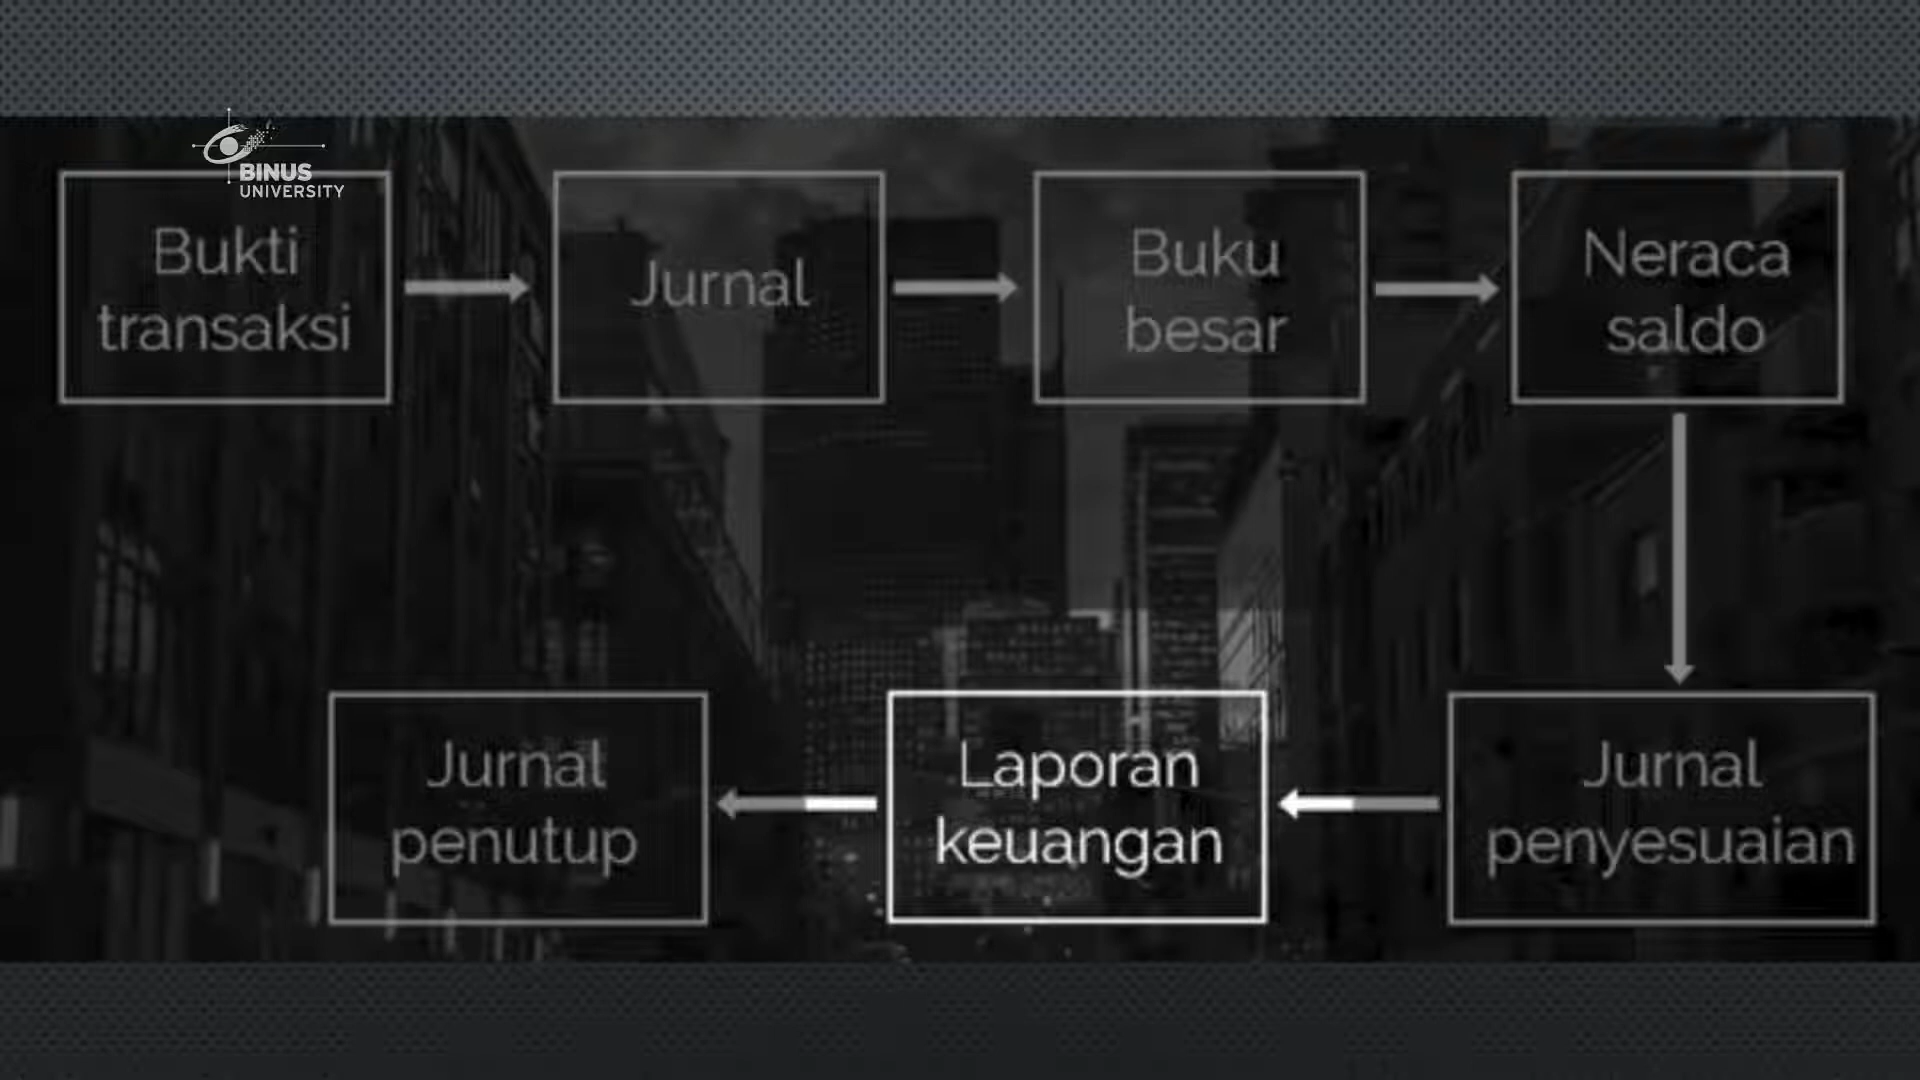 BINUS
UNIVERSITY
Bukti
transaksi
Jurnal
Buku
besar
Neraca
saldo
Jurnal
penutup
Laporan
keuangan
Jurnal
penyesuaian